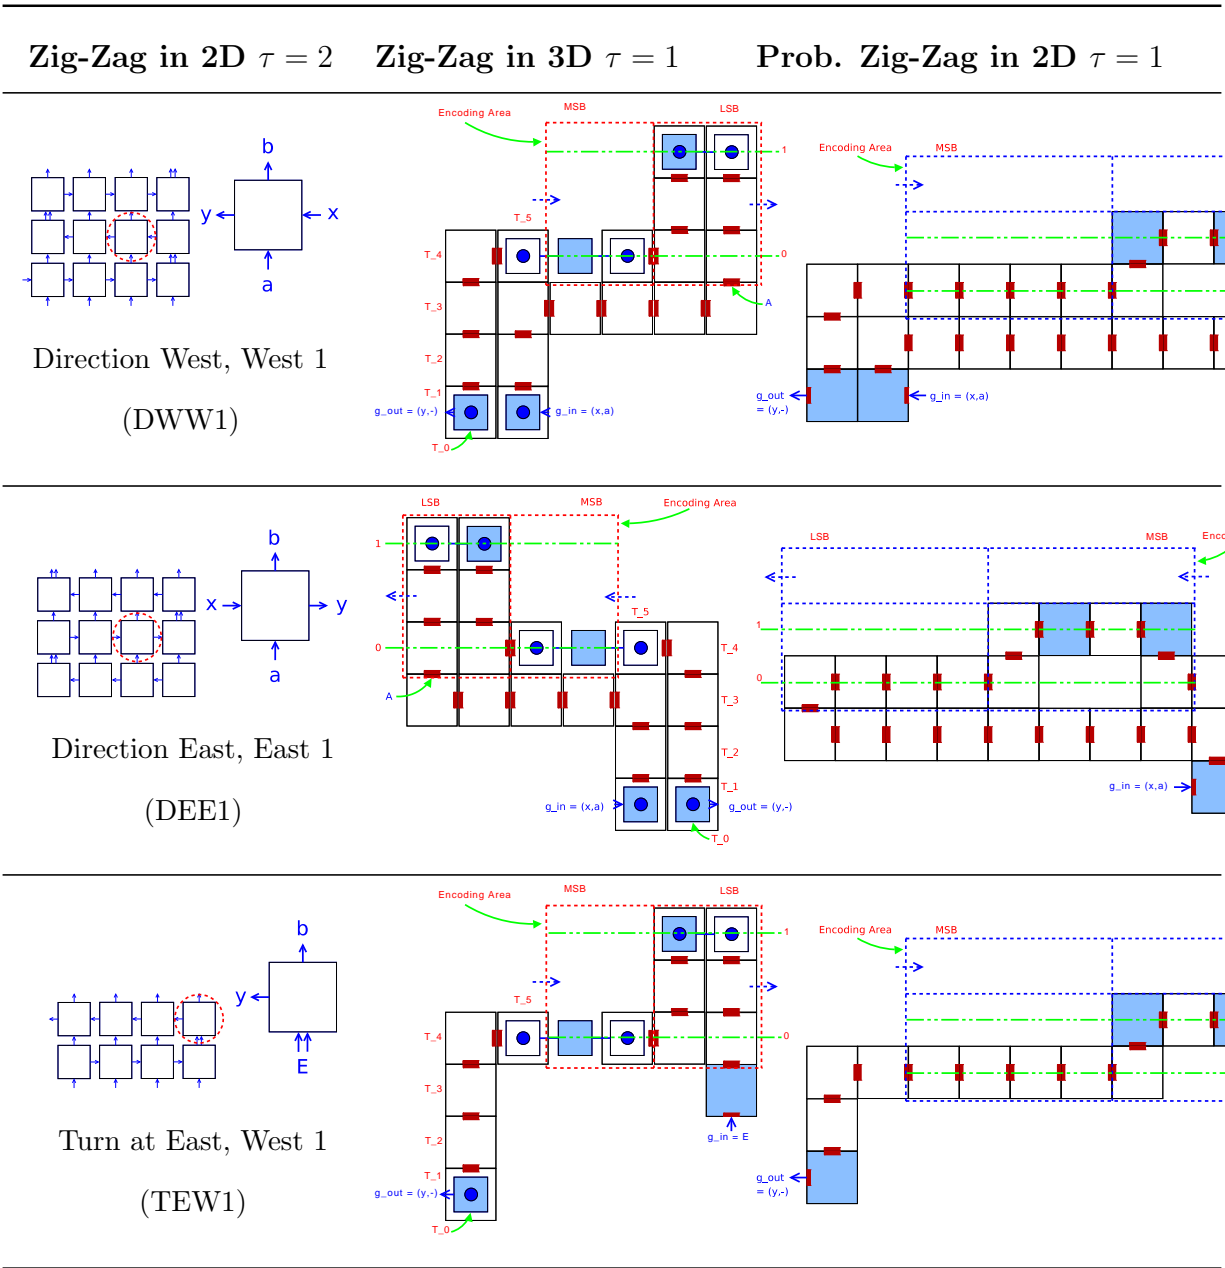 Zig-Zag in 2D τ = 2 Zig-Zag in 3D τ = 1 Prob. Zig-Zag in 2D τ = 1
b
y
x
a
Direction West, West 1
(DWW1)
Encoding Area
MSB
LSB
1
T_5
T_4
0
T_3
A
T_2
T_1
g_out = (y,-)
g_in = (x,a)
T_0
Encoding Area
MSB
g_out
= (y,-)
g_in = (x,a)
b
x
y
a
Direction East, East 1
(DEE1)
LSB
MSB
Encoding Area
1
T_5
0
T_4
A
T_3
T_2
T_1
g_in = (x,a)
g_out = (y,-)
T_0
LSB
MSB
Enco
1
0
g_in = (x,a)
b
y
E
Turn at East, West 1
(TEW1)
Encoding Area
MSB
LSB
1
T_5
T_4
0
T_3
T_2
g_in = E
T_1
g_out = (y,-)
T_0
Encoding Area
MSB
g_out
= (y,-)